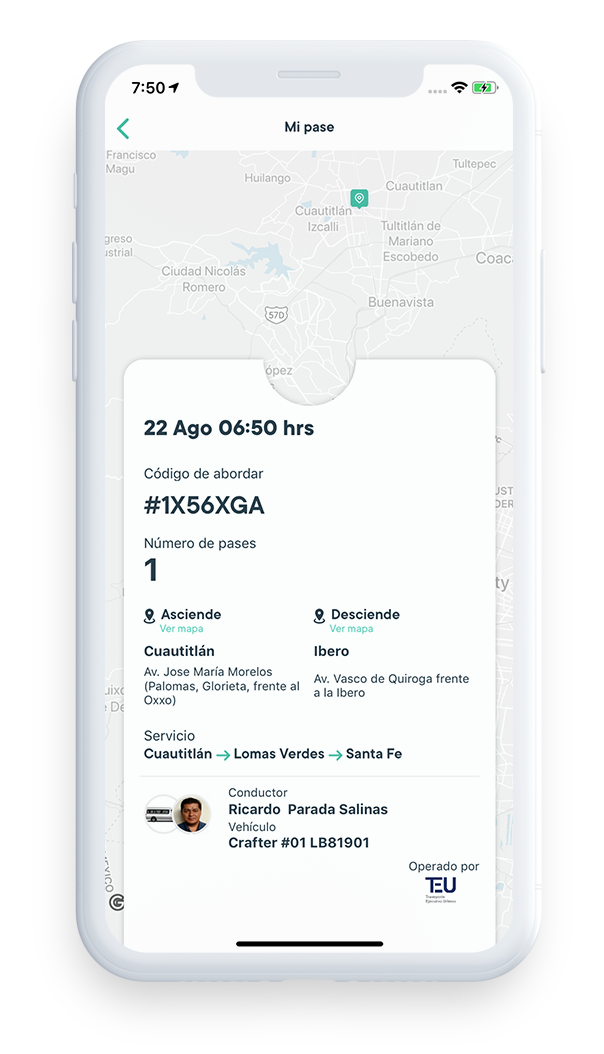 7:50
Mi pase
Francisco
Magu
Huilango
Tultepec
Cuautitlan
Cuautitlán
Izcalli
Tultitlán de
Mariano
Escobedo
greso
ustrial
Coaca
Ciudad Nicolás
Romero
Buenavista
57D
ópez
22 Ago 06:50 hrs
Código de abordar
#1X56XGA
Número de pases
1
Asciende
Ver mapa
Cuautitlán
Av. Jose María Morelos
(Palomas, Glorieta, frente al
Oxxo)
Desciende
Ver mapa
Ibero
Av. Vasco de Quiroga frente
a la Ibero
Servicio
Cuautitlán → Lomas Verdes → Santa Fe
Conductor
Ricardo Parada Salinas
Vehículo
Crafter #01 LB81901
Operado por
TEU
Transporte
Ejecutivo Urbano